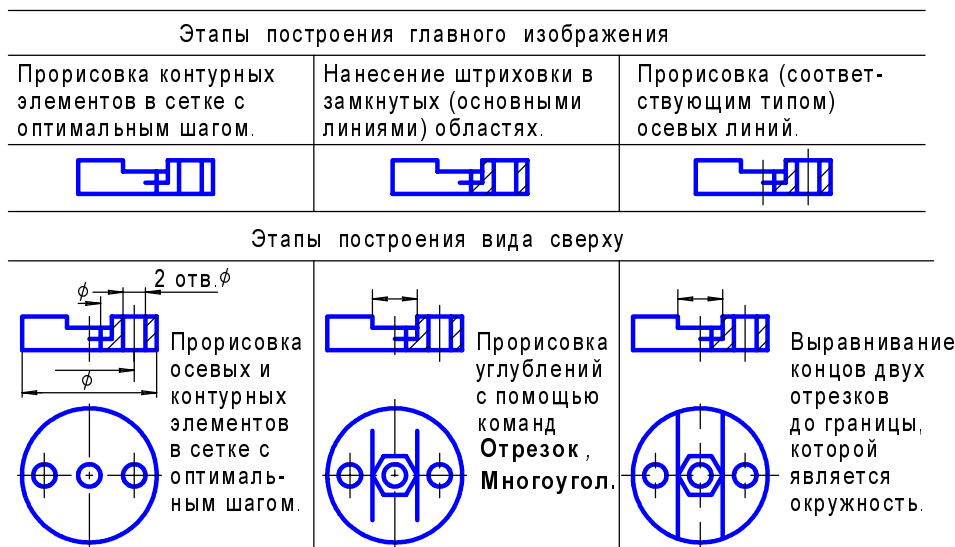 Этапы построения главного изображения
Прорисовка контурных
элементов в сетке с
оптимальным шагом.
Нанесение штриховки в
замкнутых (основными
линиями) областях.
Прорисовка (соответ-
ствующим типом)
осевых линий.
Этапы построения вида сверху
ϕ
2 отв.ϕ
ϕ
Прорисовка
осевых и
контурных
элементов
в сетке с
оптималь-
ным шагом.
Прорисовка
углублений
с помощью
команд
Отрезок,
Многоугол.
Выравнивание
концов двух
отрезков
до границы,
которой
является
окружность.